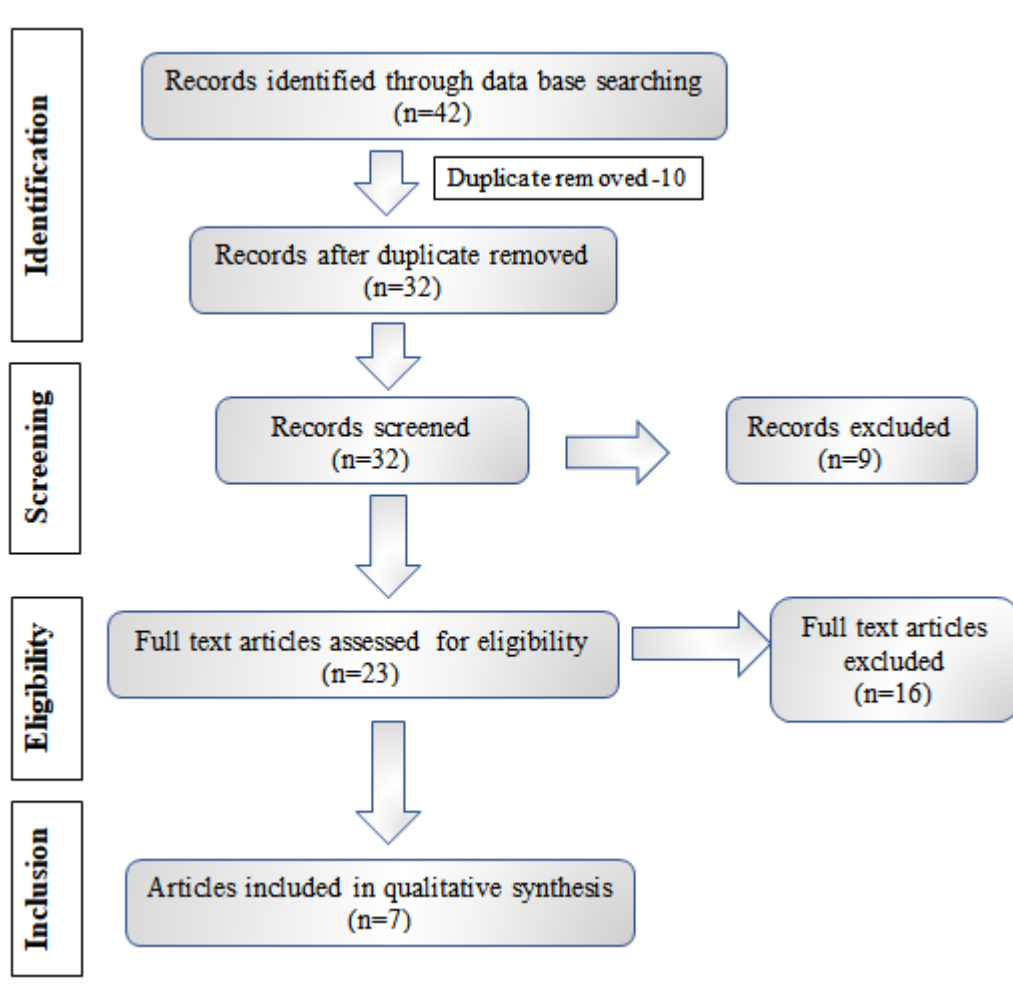 Identification
Records identified through data base searching
(n=42)
Duplicate rem oved -10
Records after duplicate removed
(n=32)
Screening
Records screened
(n=32)
Records excluded
(n=9)
Eligibility
Full text articles assessed for eligibility
(n=23)
Full text articles
excluded
(n=16)
Inclusion
Articles included in qualitative synthesis
(n=7)